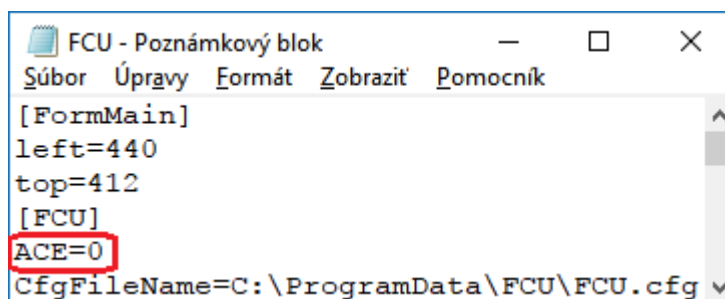 FCU - Poznámkový blok
Súbor Úpravy Formát Zobraziť Pomocník
[FormMain]
left=440
top=412
[FCU]
ACE=0
CfgFileName=C:\ProgramData\FCU\FCU.cfg